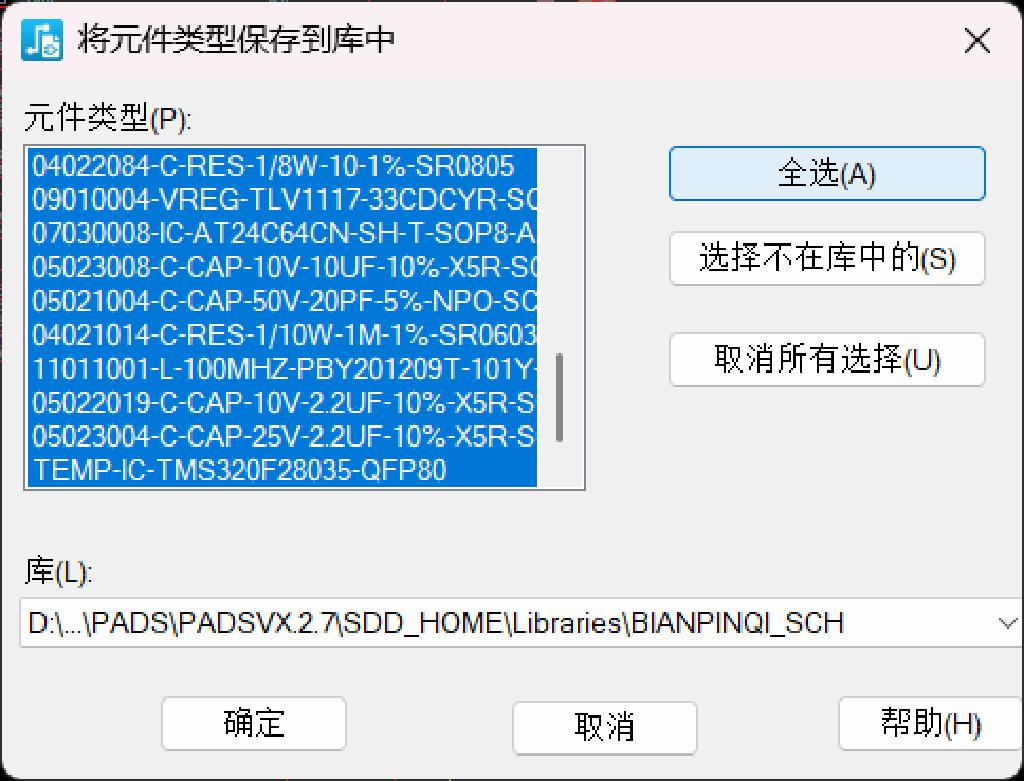 将元件类型保存到库中
元件类型(P):
04022084-C-RES-1/8W-10-1%-SR0805
09010004-VREG-TLV1117-33CDCYR-SO
07030008-IC-AT24C64CN-SH-T-SOP8-A
05023008-C-CAP-10V-10UF-10%-X5R-SC
05021004-C-CAP-50V-20PF-5%-NPO-SC
04021014-C-RES-1/10W-1M-1%-SR0603
11011001-L-100MHZ-PBY201209T-101Y-
05022019-C-CAP-10V-2.2UF-10%-X5R-S
05023004-C-CAP-25V-2.2UF-10%-X5R-S
TEMP-IC-TMS320F28035-QFP80
全选(A)
选择不在库中的(S)
取消所有选择(U)
库(L):
D:\...\PADS\PADSVX.2.7\SDD_HOME\Libraries\BIANPINQI_SCH
确定
取消
帮助(H)